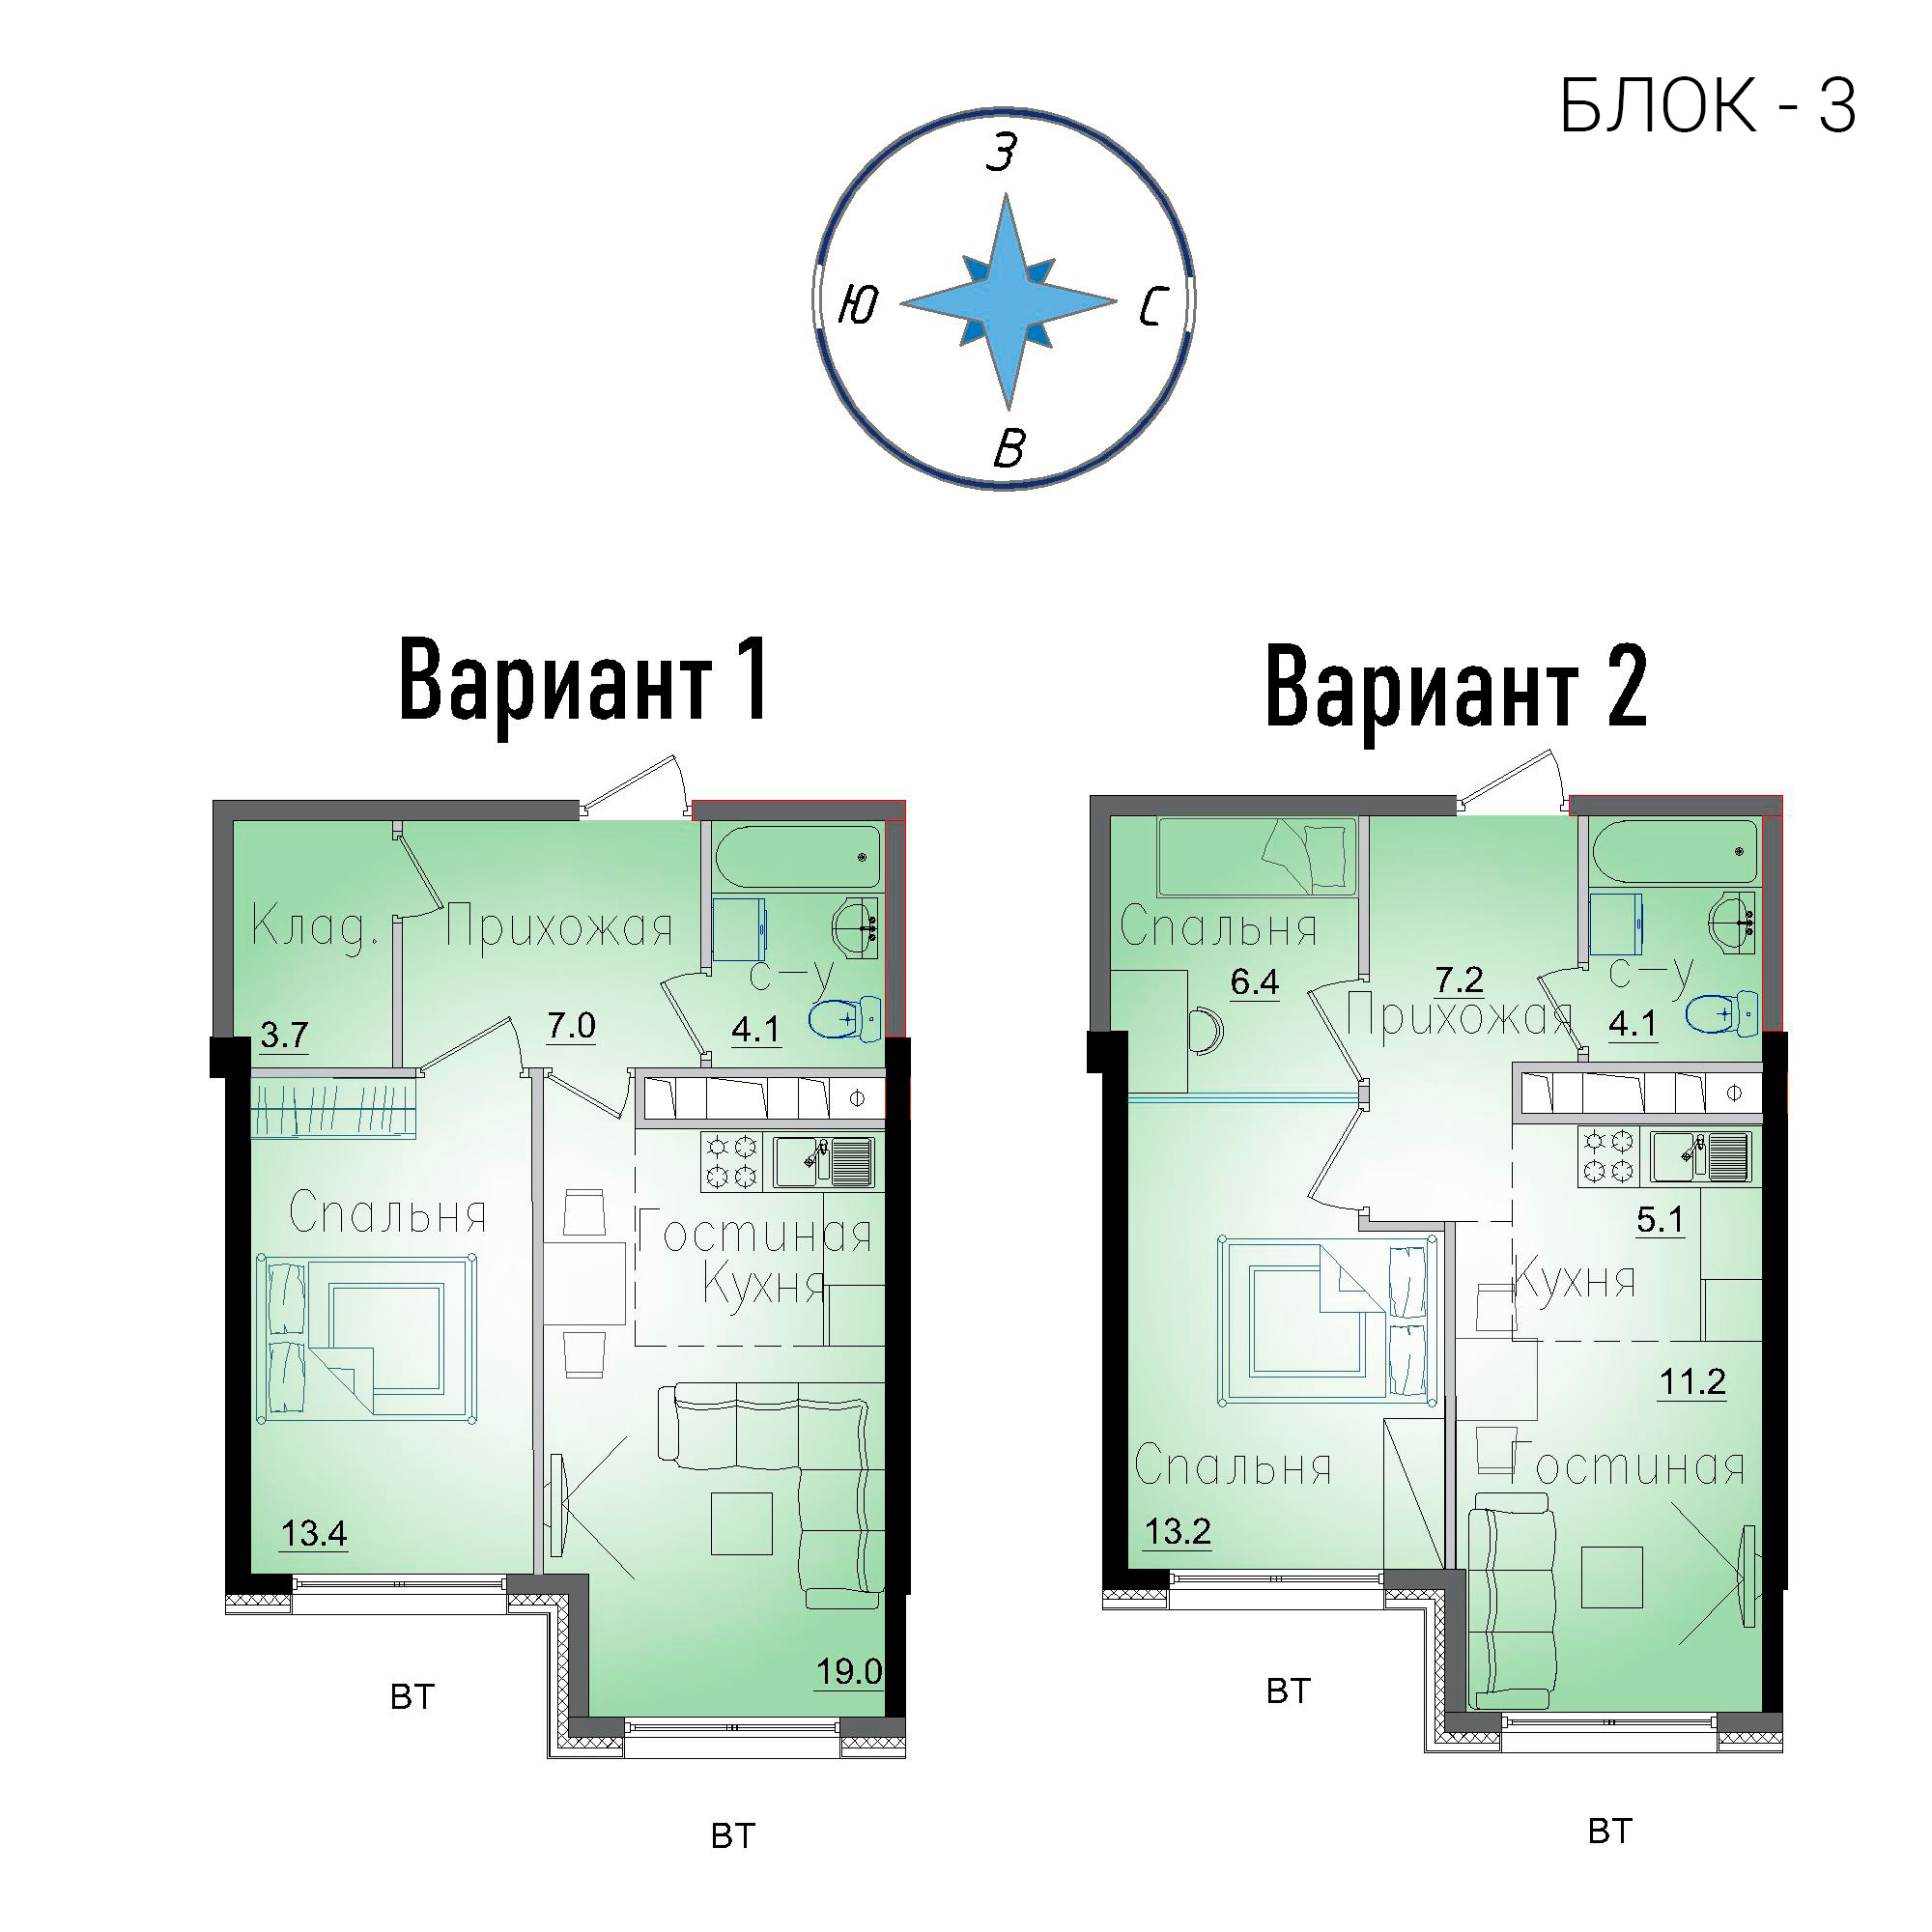 БЛОК - 3
З
Ю
С
В
Вариант 1
Клад.
Прихожая
с-у
3.7
7.0
4.1
Спальня
Гостиная
Кухня
13.4
19.0
ВТ
ВТ
Вариант 2
Спальня
6.4
7.2
Прихожая
с-у
4.1
5.1
Кухня
11.2
Спальня
Гостиная
13.2
ВТ
ВТ